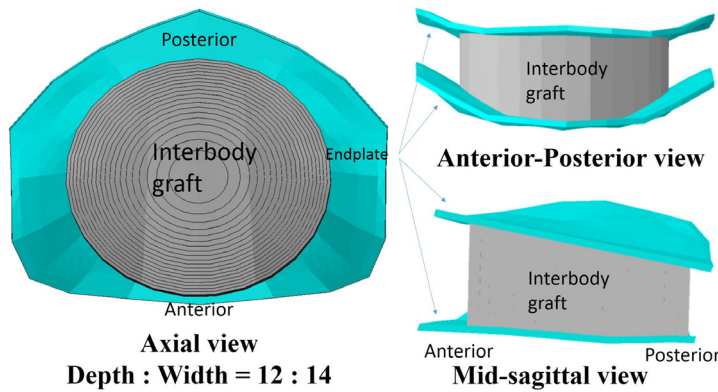 Posterior
Interbody
graft
Endplate
Anterior
Axial view
Depth : Width = 12 : 14
Interbody
graft
Anterior-Posterior view
Interbody
graft
Anterior
Posterior
Mid-sagittal view